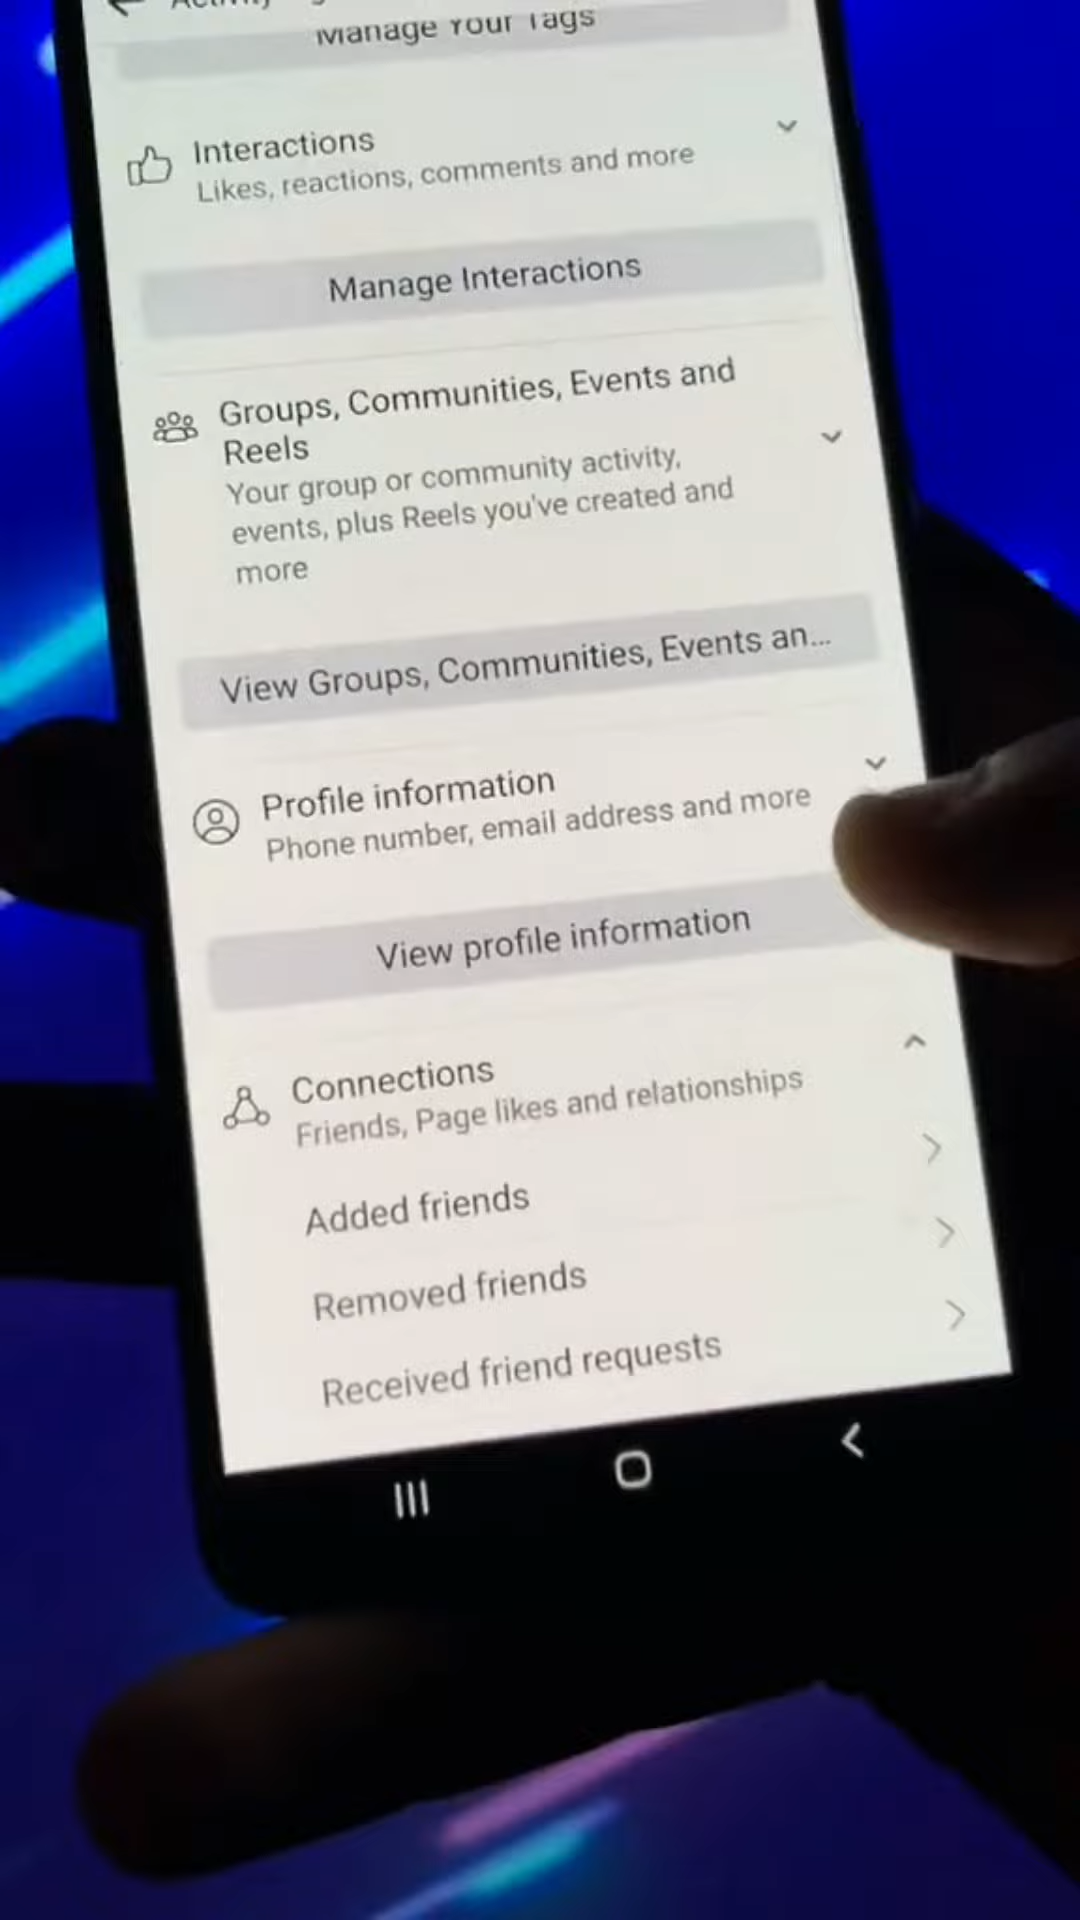 Activity
Manage Your Tags
Interactions
Likes, reactions, comments and more
Manage Interactions
Groups, Communities, Events and
Reels
Your group or community activity,
events, plus Reels you've created and
more
View Groups, Communities, Events an...
Profile information
Phone number, email address and more
View profile information
Connections
Friends, Page likes and relationships
Added friends
Removed friends
Received friend requests